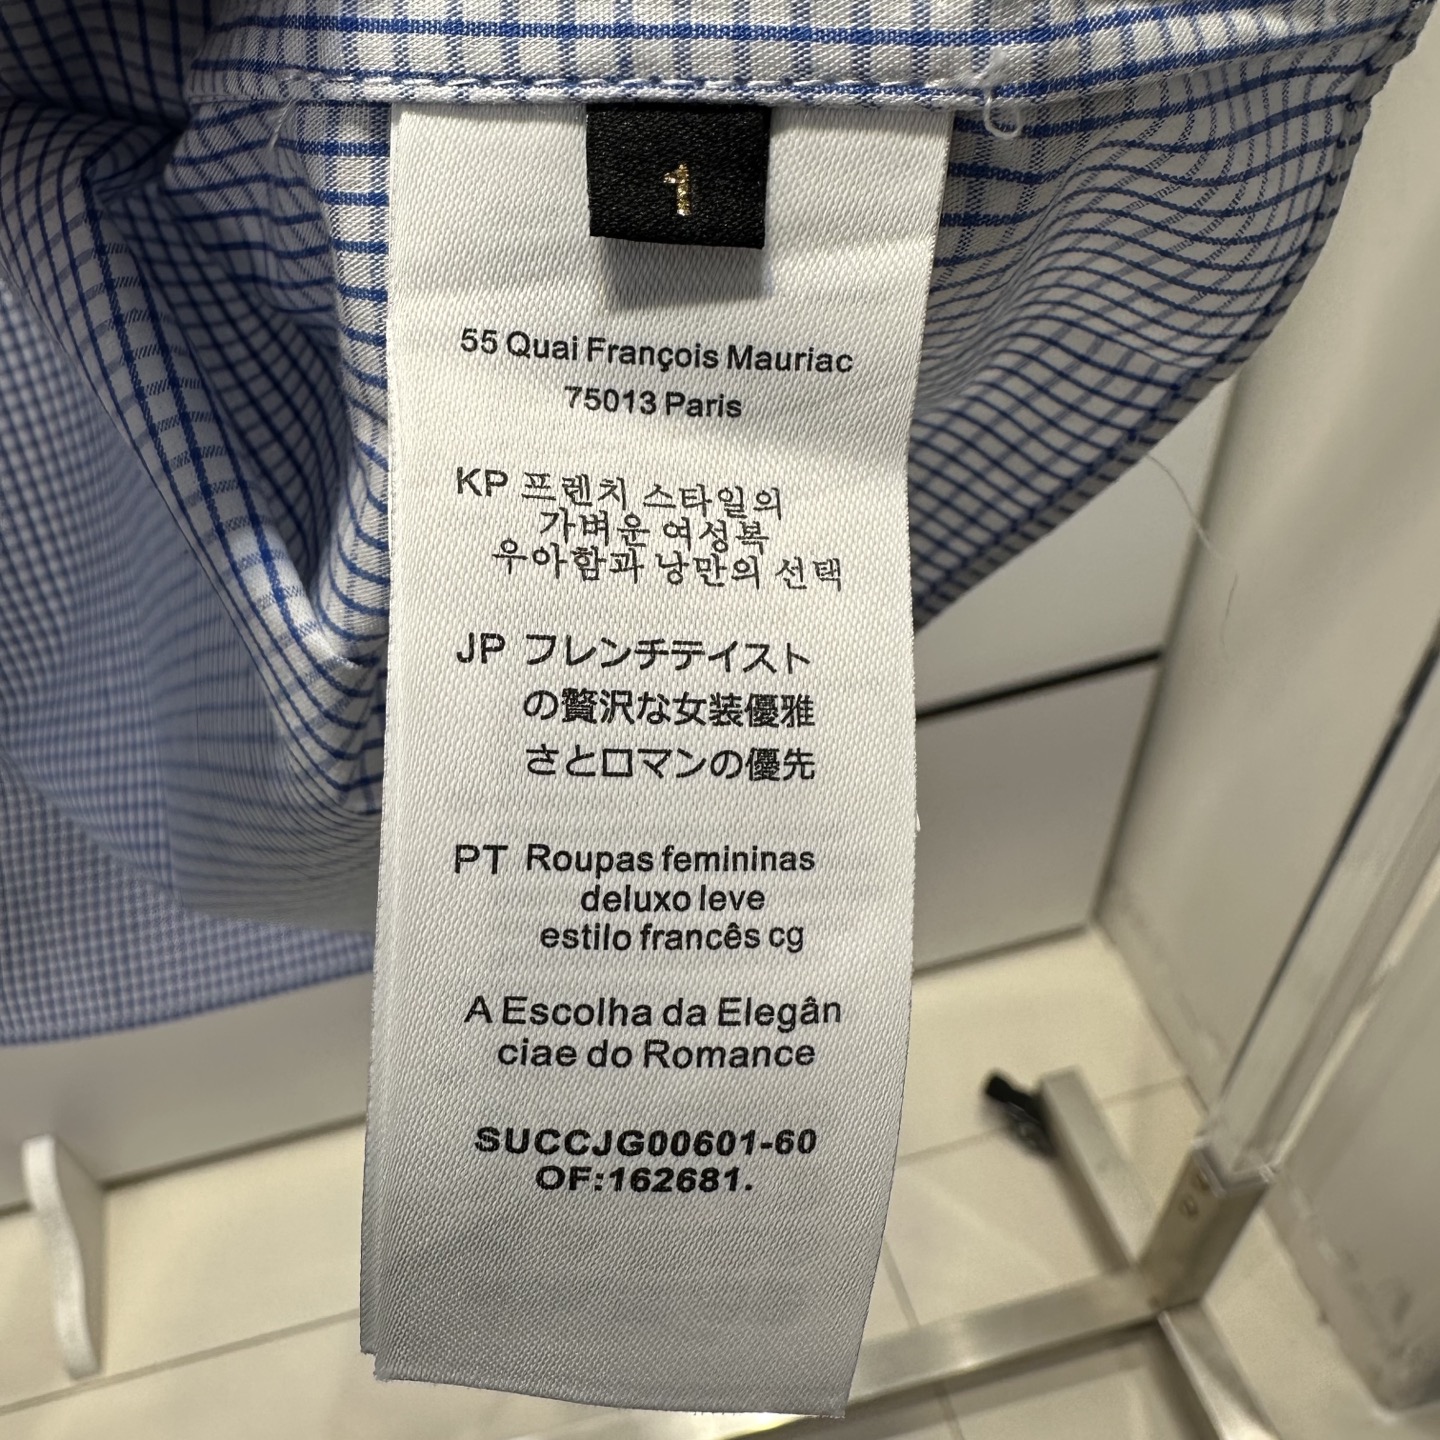 1
55 Quai François Mauriac
75013 Paris
KP 프렌치 스타일의
가벼운 여성복
우아함과 낭만의 선택
JP フレンチテイスト
の贅沢な女装優雅
さとロマンの優先
PT Roupas femininas
deluxo leve
estilo francês cg
A Escolha da Elegân
ciae do Romance
SUCCJG00601-60
OF:162681.